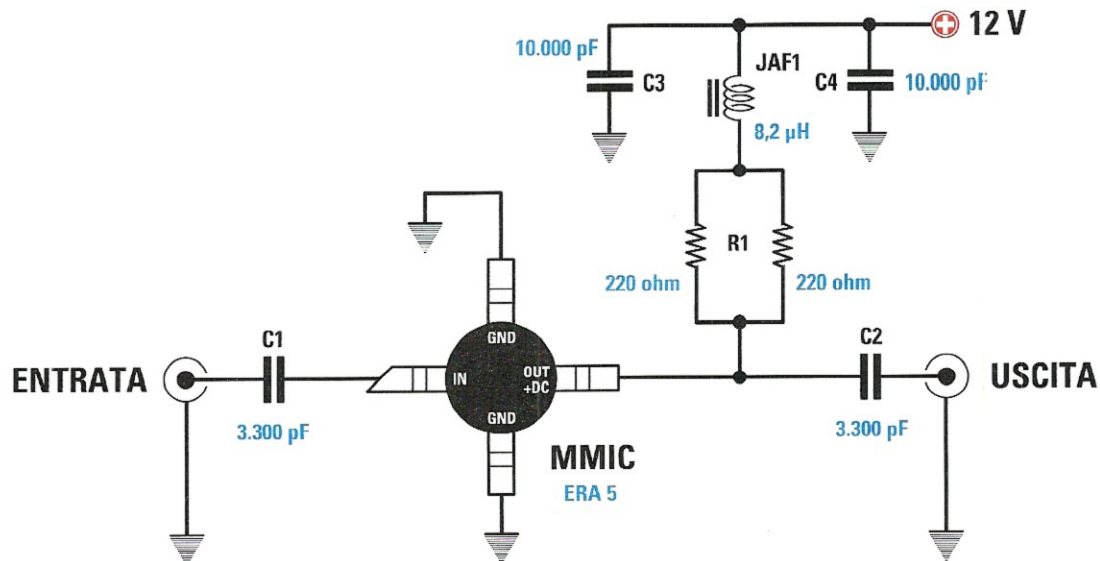 12 V
10.000 pF
C3
JAF1
C4
10.000 pF
8,2 µH
R1
220 ohm
220 ohm
GND
C1
C2
ENTRATA
IN
OUT
+DC
USCITA
GND
3.300 pF
3.300 pF
MMIC
ERA 5